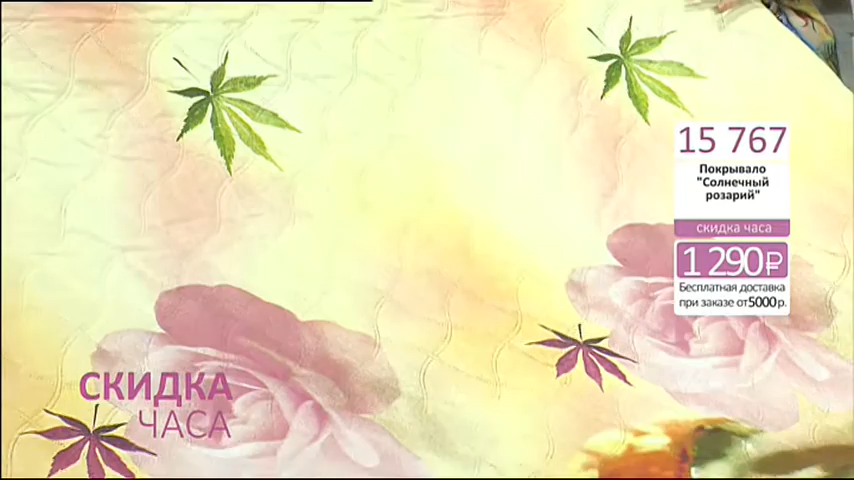 15 767
Покрывало
"Солнечный
розарий"
скидка часа
1 290₽
Бесплатная доставка
при заказе от 5000 р.
СКИДКА
ЧАСА